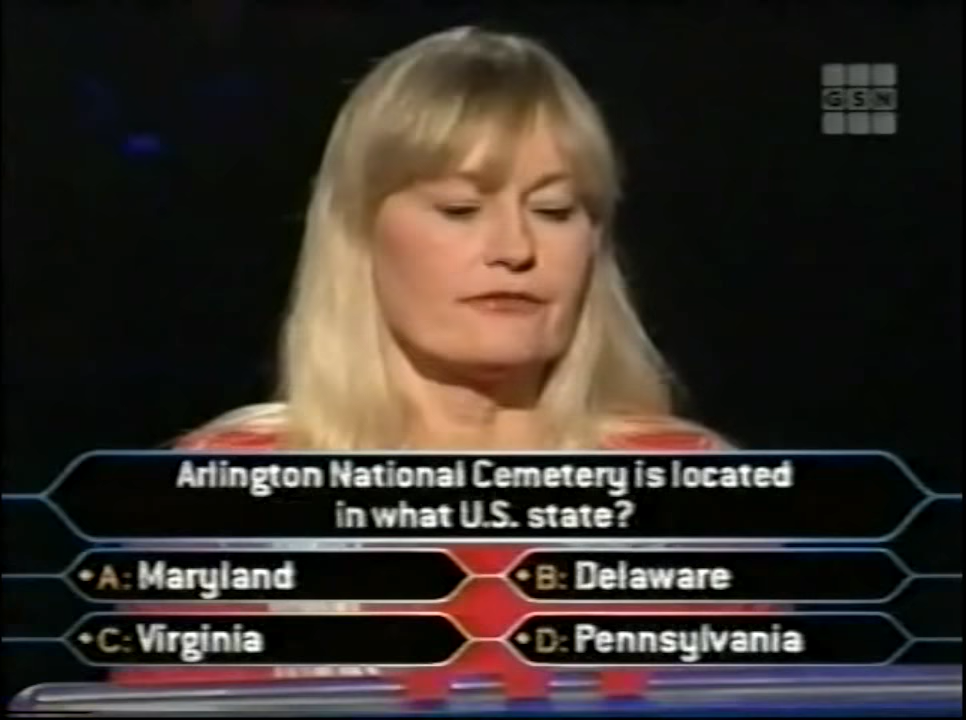 GSN
Arlington National Cemetery is located
in what U.S. state?
A: Maryland
B: Delaware
C: Virginia
D: Pennsylvania